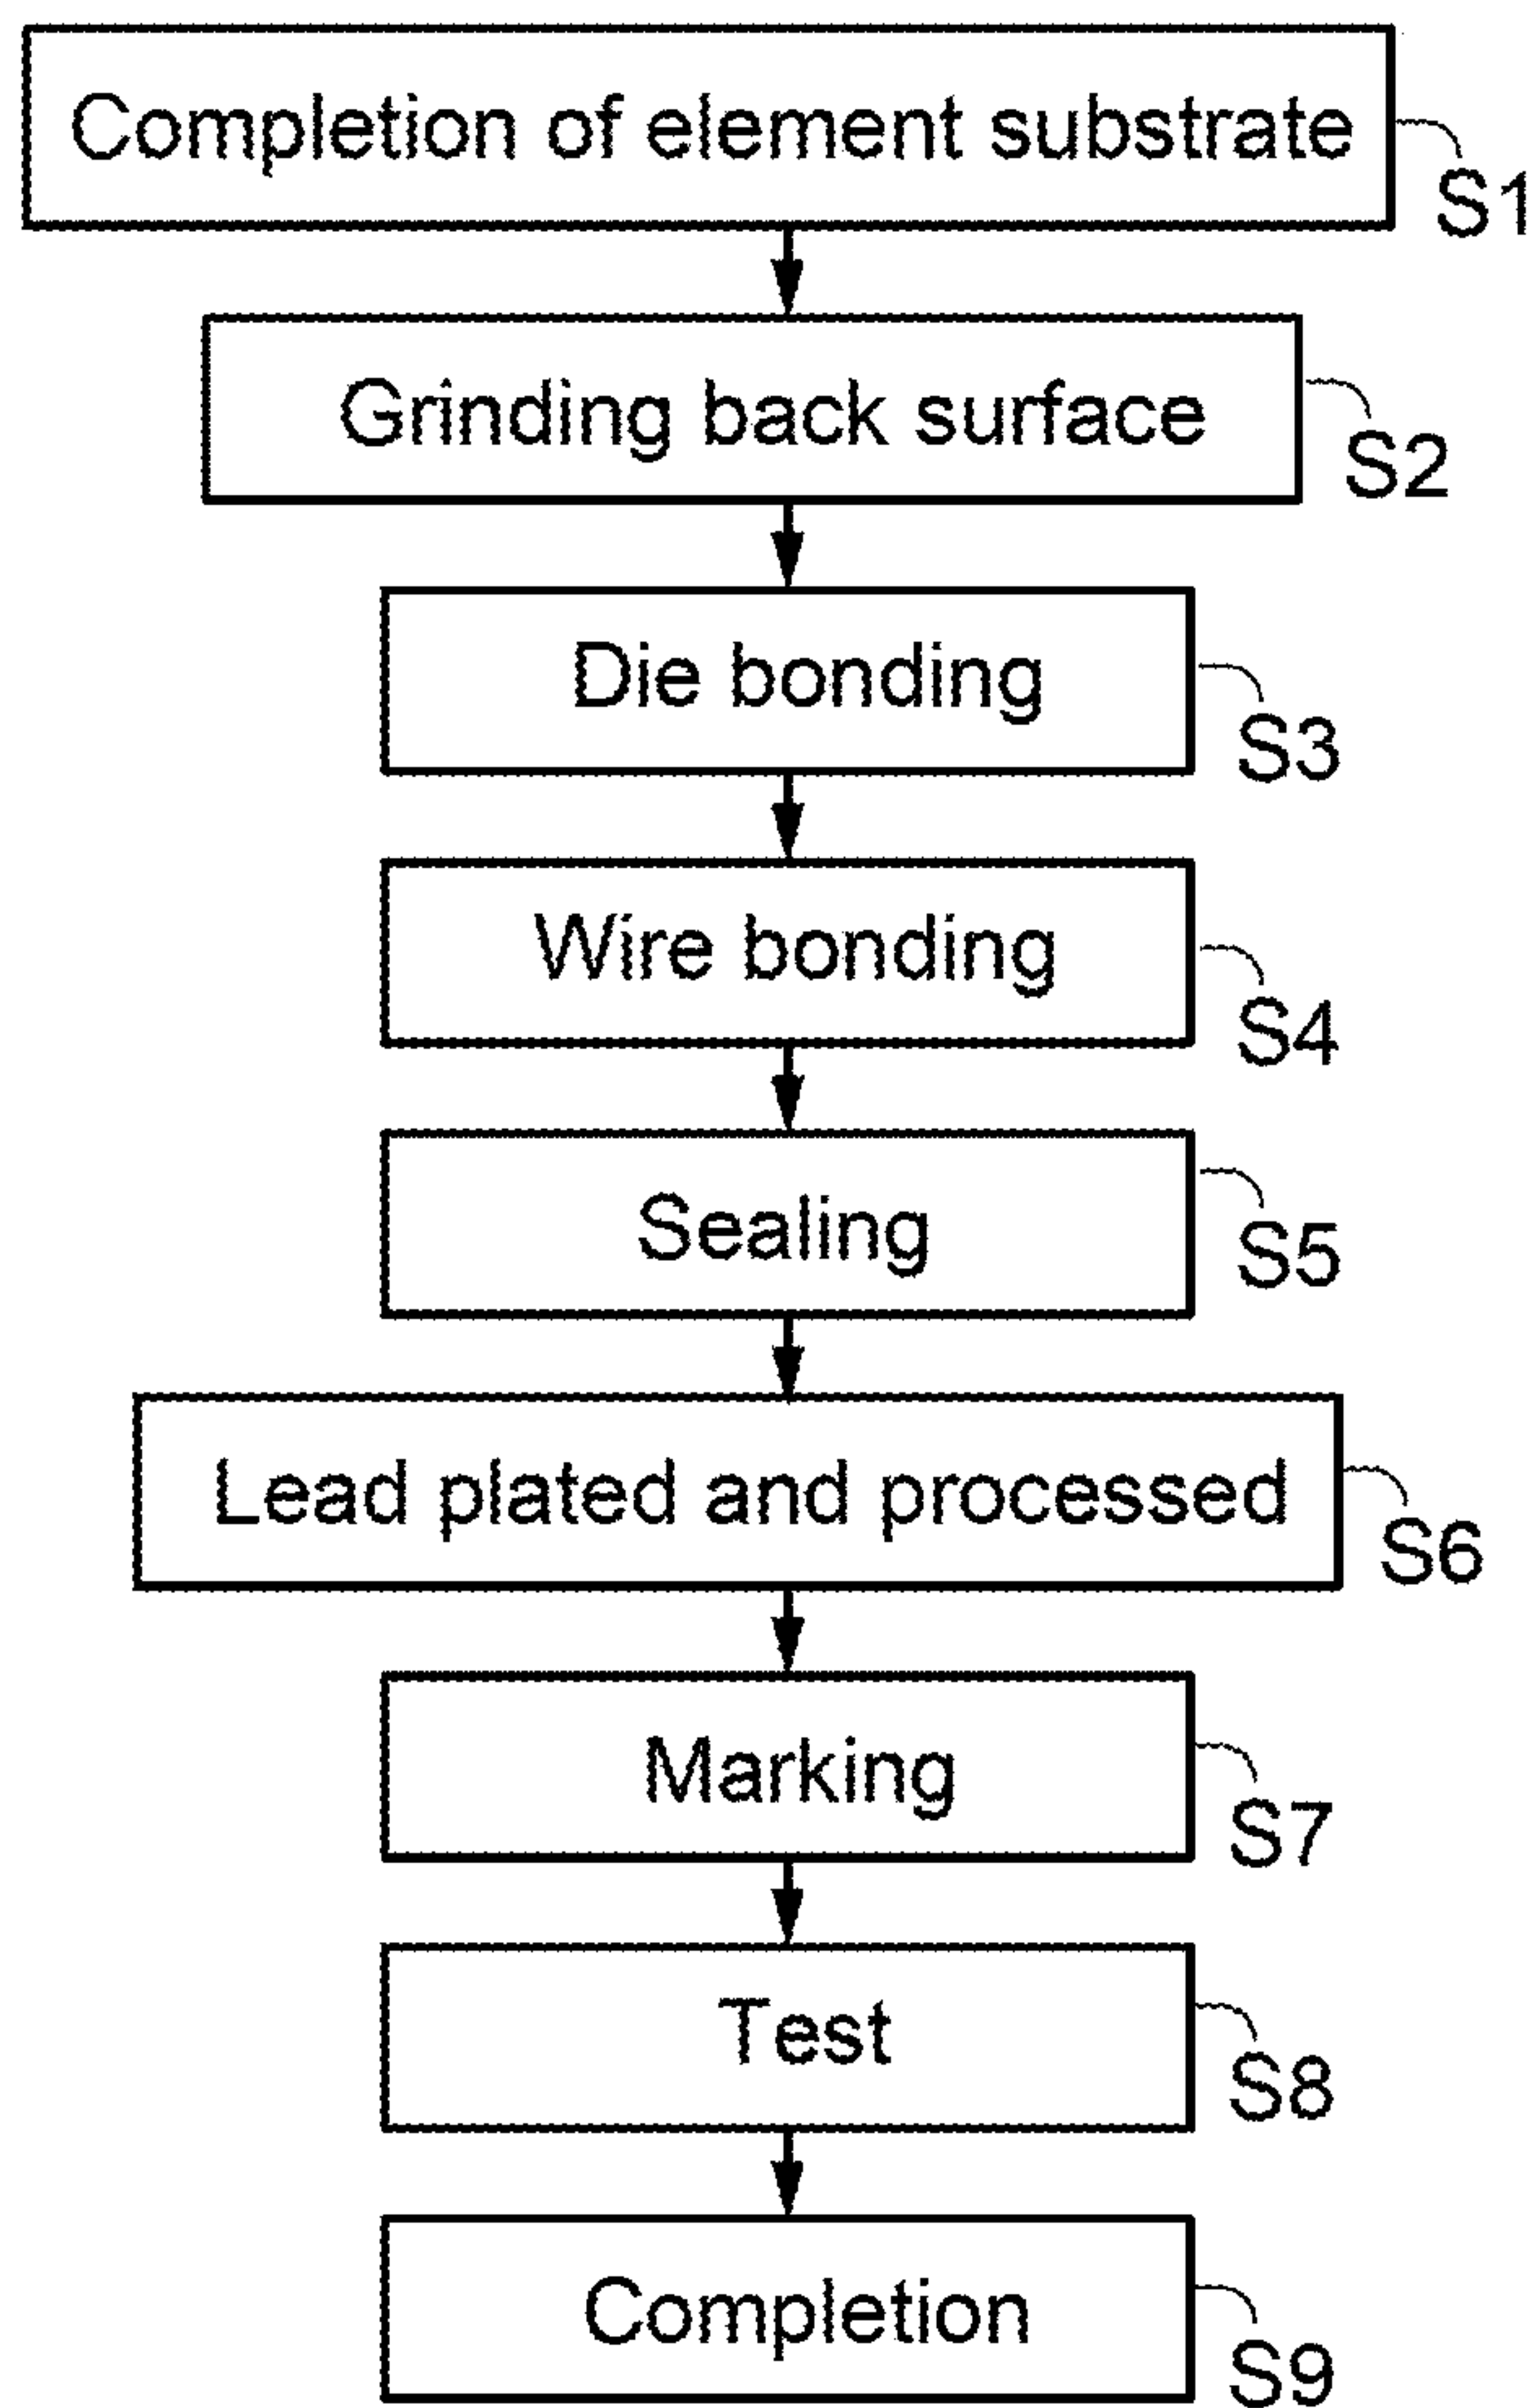 Completion of element substrate
S1
Grinding back surface
S2
Die bonding
S3
Wire bonding
S4
Sealing
S5
Lead plated and processed
S6
Marking
S7
Test
S8
Completion
S9